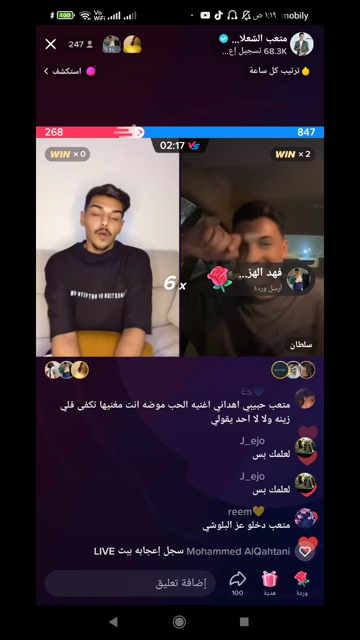 mobily ١:١٩ ص
متعب الشعلا...
68.3K تسجيل إع...
247
ترتيب كل ساعة
استكشف
268
847
WIN × 0
02:17 VS
WIN × 2
فهد الهز...
أرسل وردة
6 x
سلطان
متعب حبيبي اهداني اغنيه الحب موضه انت مغنيها تكفى قلي
زينه ولا لا احد يقولي
J_ejo
لعلمك بس
J_ejo
لعلمك بس
reem
متعب دخلو عز البلوشي
Mohammed AlQahtani سجل إعجابه ببث LIVE
إضافة تعليق
100
هدية
وردة